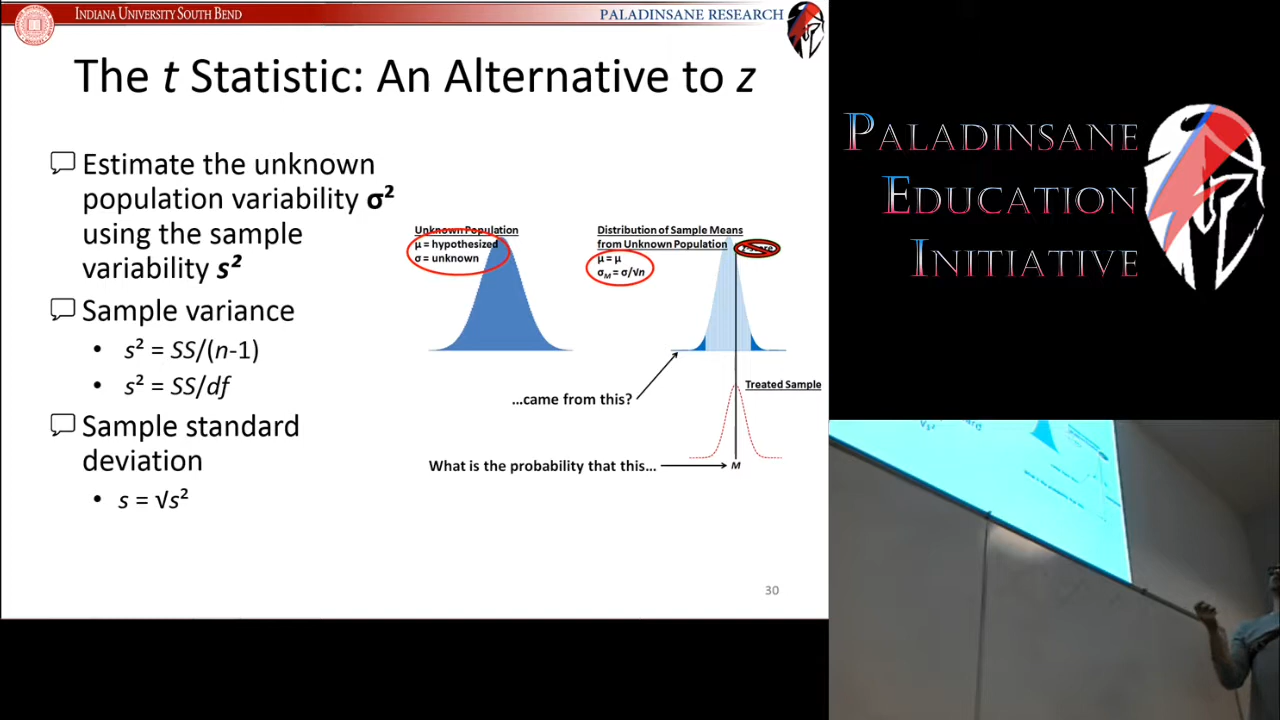 INDIANA UNIVERSITY SOUTH BEND
PALADINSANE RESEARCH
The t Statistic: An Alternative to z
Estimate the unknown
population variability σ²
using the sample
variability s²
Sample variance
• s² = SS/(n-1)
• s² = SS/df
Sample standard
deviation
• s = √s²
Unknown Population
μ = hypothesized
σ = unknown
Distribution of Sample Means
from Unknown Population
μ = μ
σM = σ/√n
Treated Sample
…came from this?
What is the probability that this…
M
30
PALADINSANE
EDUCATION
INITIATIVE